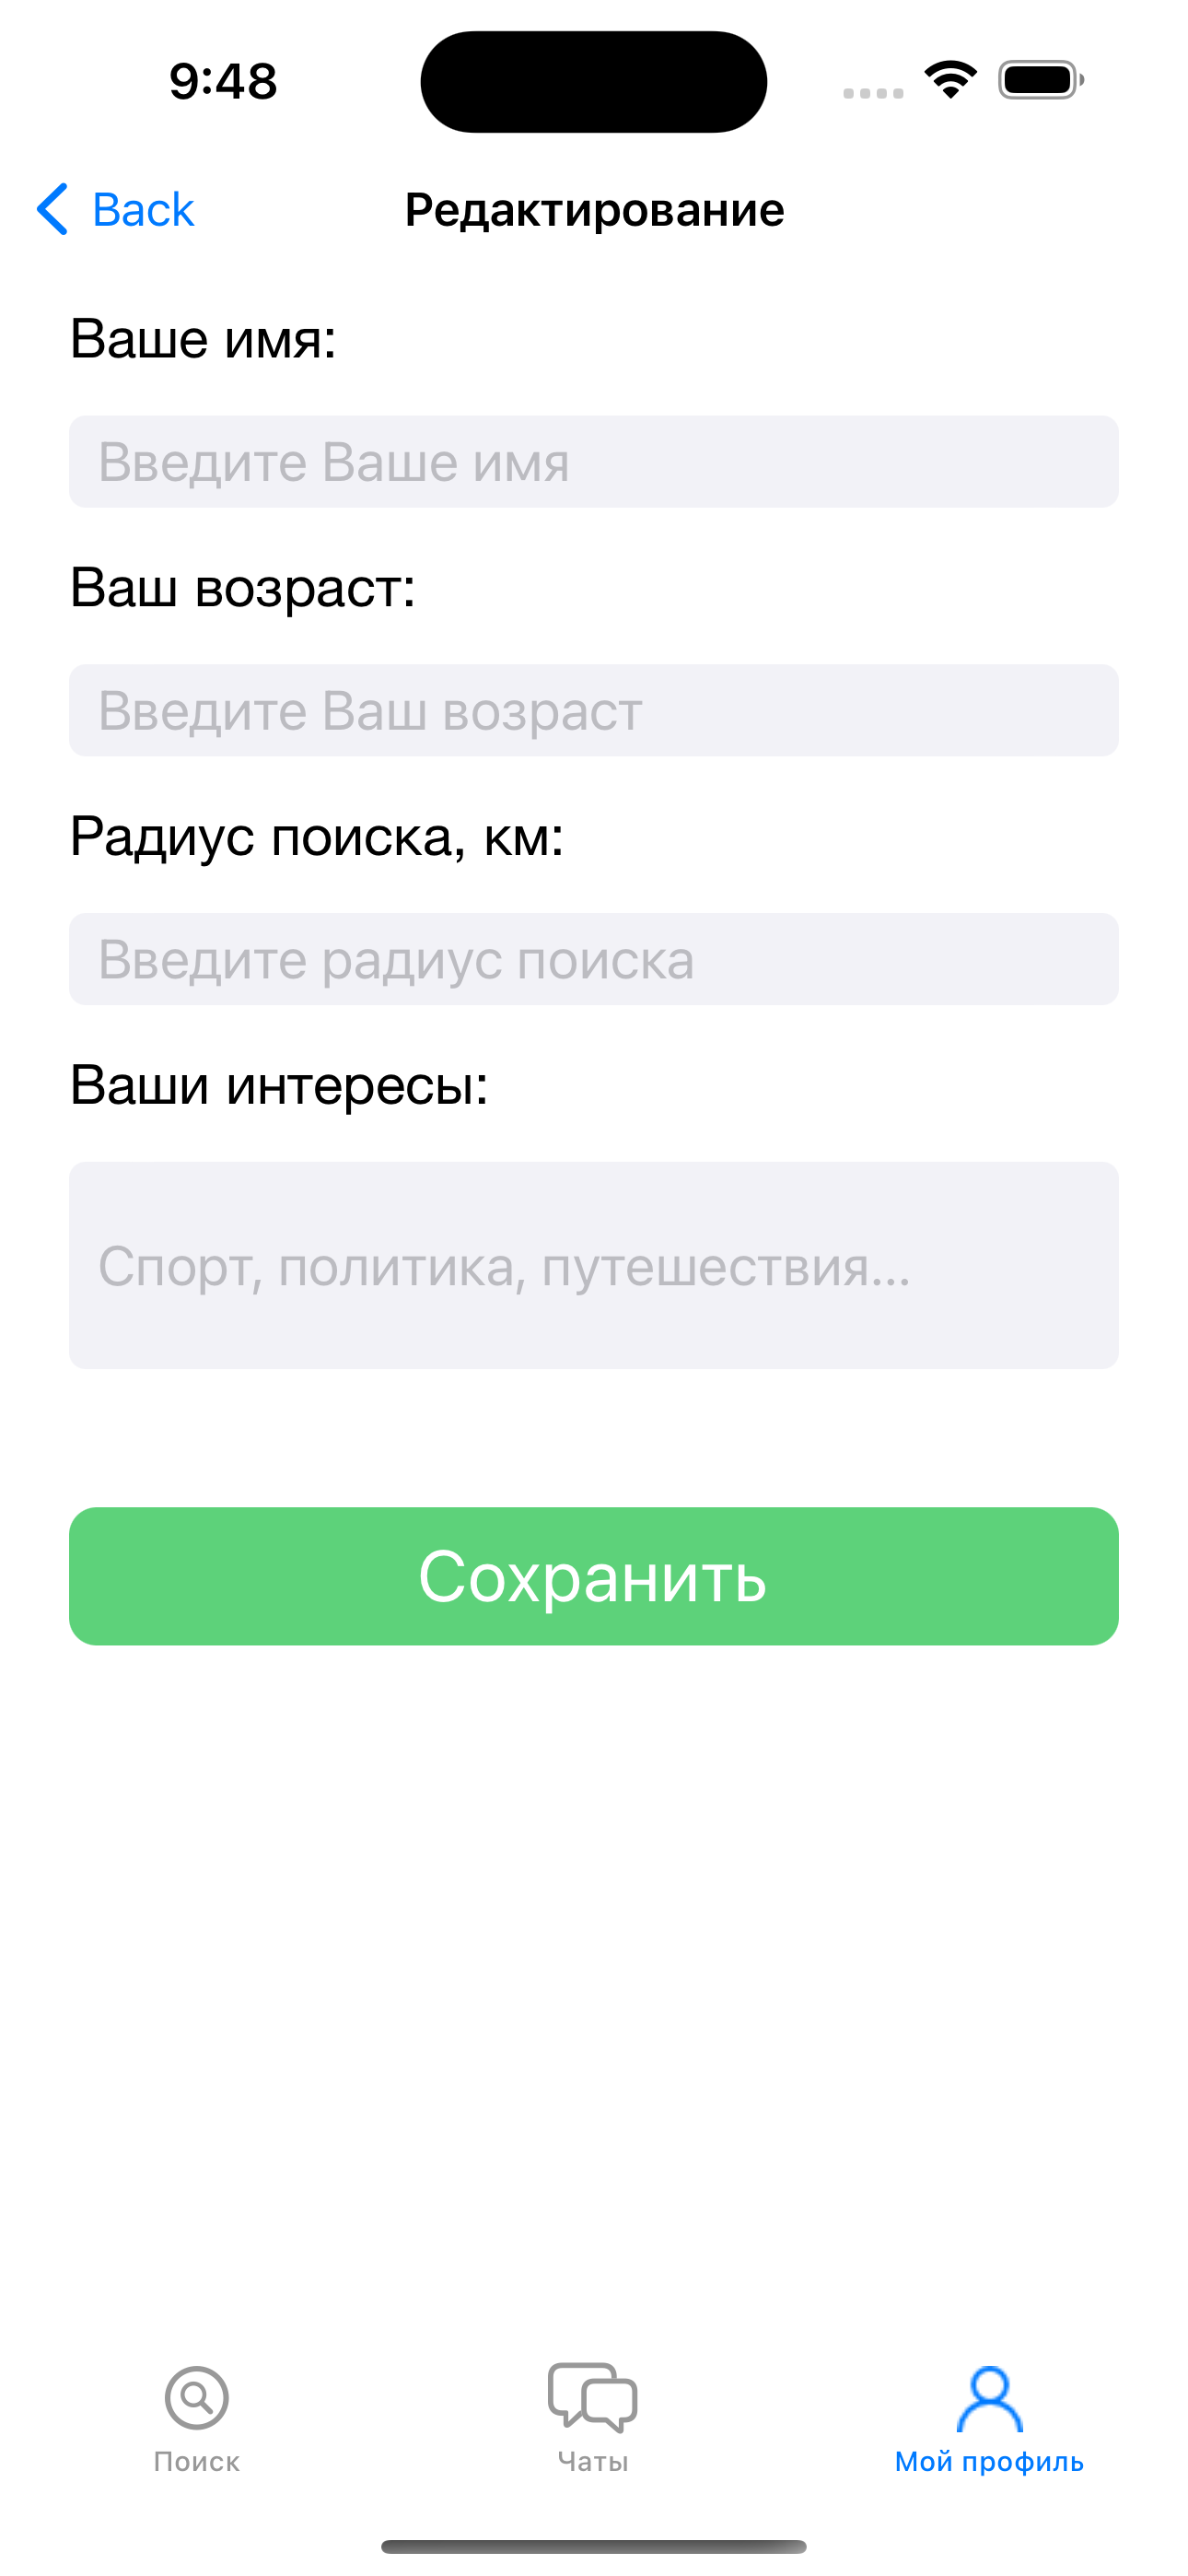 9:48
Back
Редактирование
Ваше имя:
Введите Ваше имя
Ваш возраст:
Введите Ваш возраст
Радиус поиска, км:
Введите радиус поиска
Ваши интересы:
Спорт, политика, путешествия...
Сохранить
Поиск
Чаты
Мой профиль